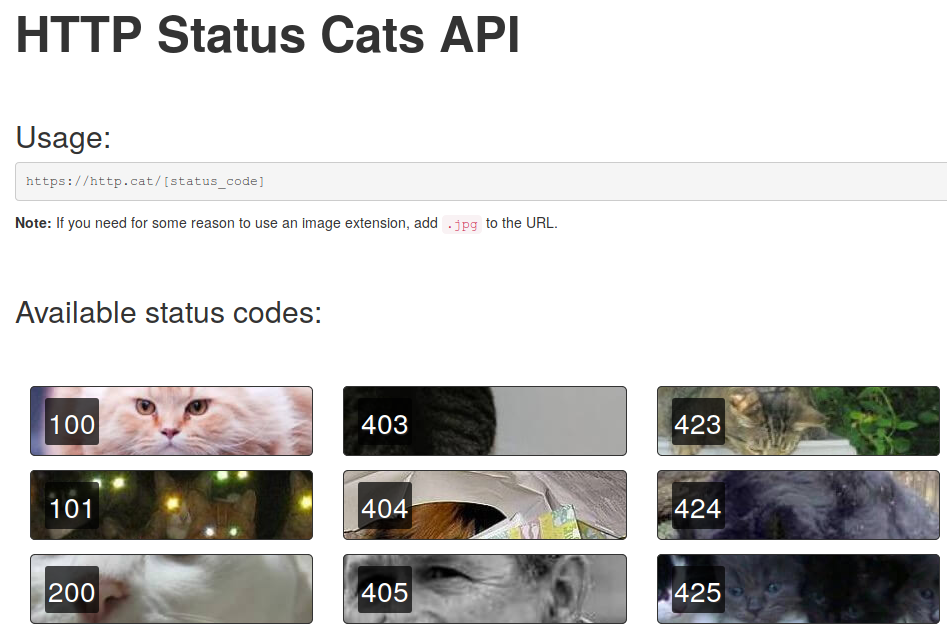 HTTP Status Cats API
Usage:
https://http.cat/[status_code]
Note: If you need for some reason to use an image extension, add .jpg to the URL.
Available status codes:
100
403
423
101
404
424
200
405
425